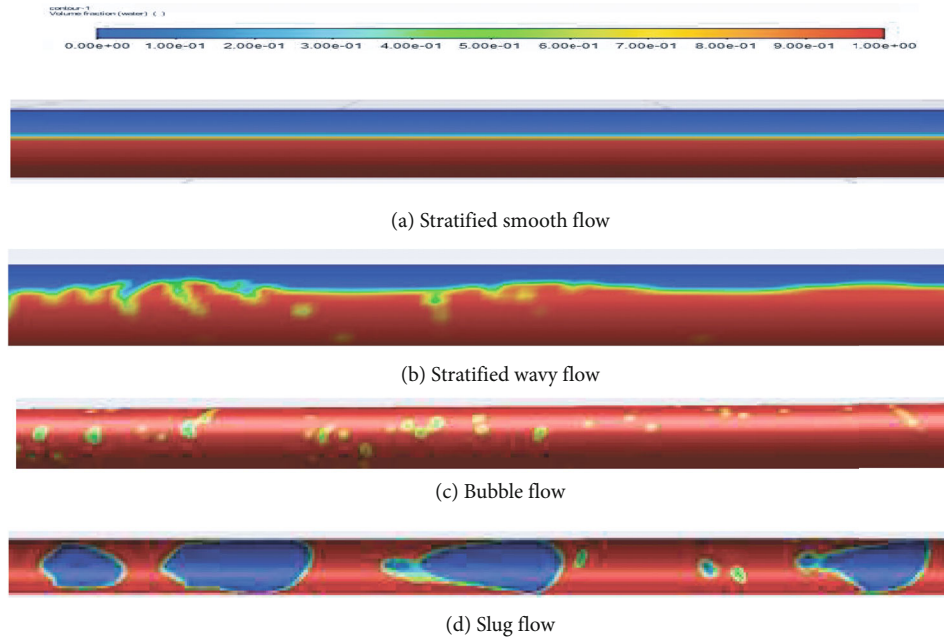 contour-1
Volume fraction (water) ( )
0.00e+00 1.00e-01 2.00e-01 3.00e-01 4.00e-01 5.00e-01 6.00e-01 7.00e-01 8.00e-01 9.00e-01 1.00e+00
(a) Stratified smooth flow
(b) Stratified wavy flow
(c) Bubble flow
(d) Slug flow